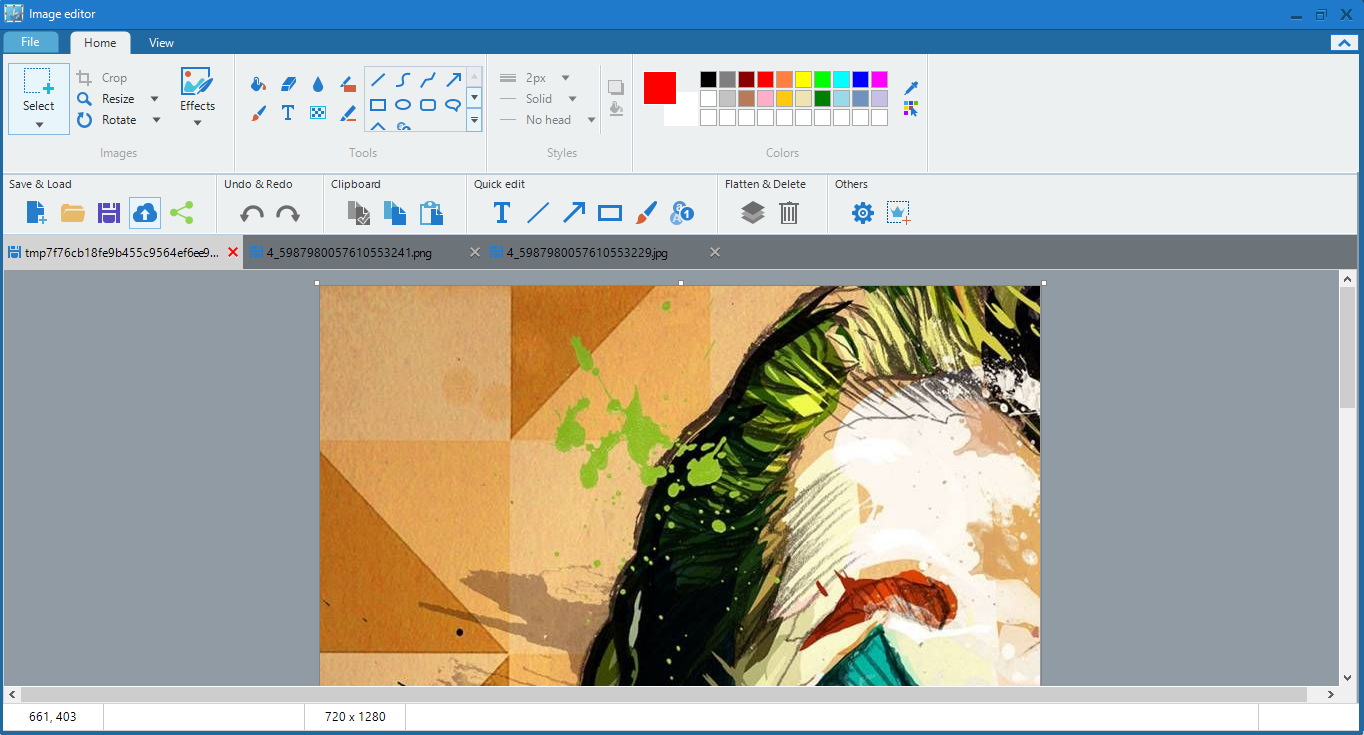 Image editor
File
Home
View
Select
Crop
Resize
Rotate
Effects
Images
Tools
2px
Solid
No head
Styles
Colors
Save & Load
Undo & Redo
Clipboard
Quick edit
Flatten & Delete
Others
tmp7f76cb18fe9b455c9564ef6ee9...
4_5987980057610553241.png
4_5987980057610553229.jpg
661, 403
720 x 1280